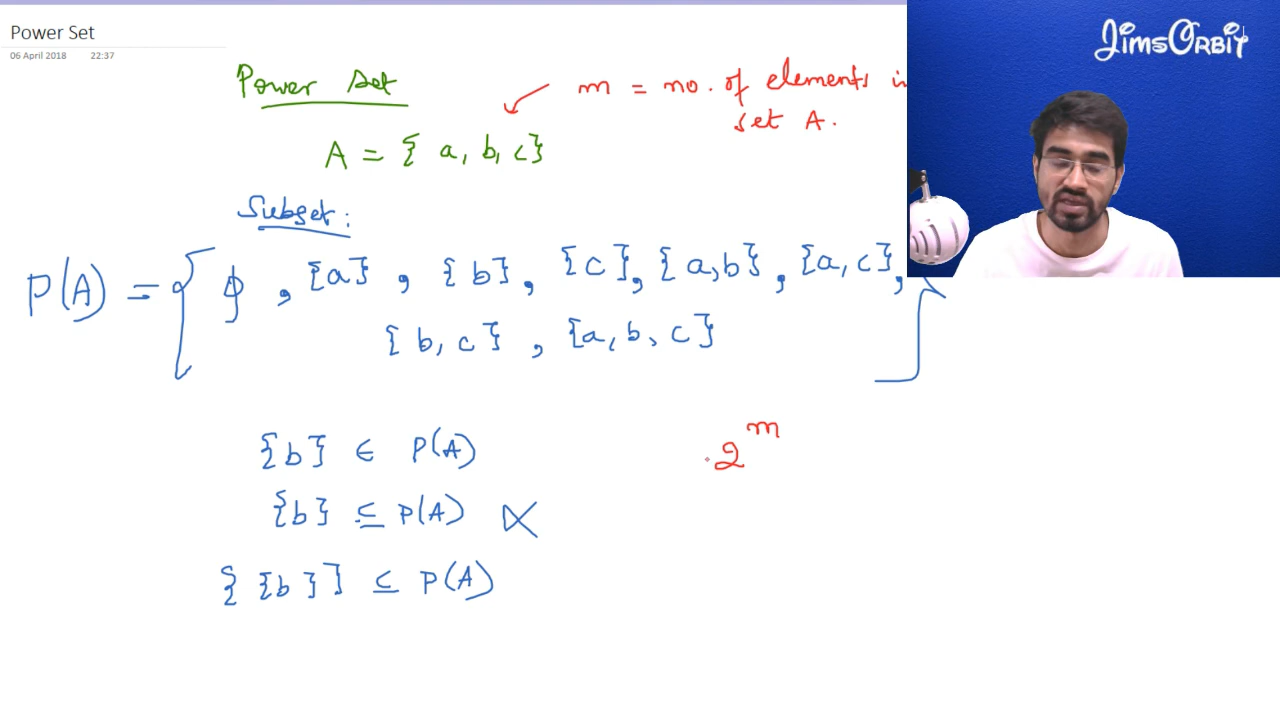 Power Set
06 April 2018 22:37
JimsOrbit
Power Set
m = no. of elements in
set A.
A = { a, b, c}
Subset:
P(A) = { ϕ , {a} , { b} , {c} , { a,b} , {a, c} ,
{ b, c } , {a, b, c} }
{b} ∈ P(A)
2^m
{b} ⊆ P(A) ✗
{ {b} } ⊆ P(A)